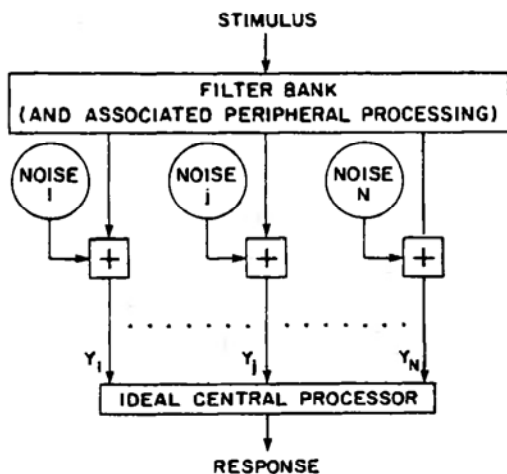 STIMULUS
FILTER BANK
(AND ASSOCIATED PERIPHERAL PROCESSING)
NOISE
1
NOISE
j
NOISE
N
+
+
+
Y1
Yj
YN
IDEAL CENTRAL PROCESSOR
RESPONSE